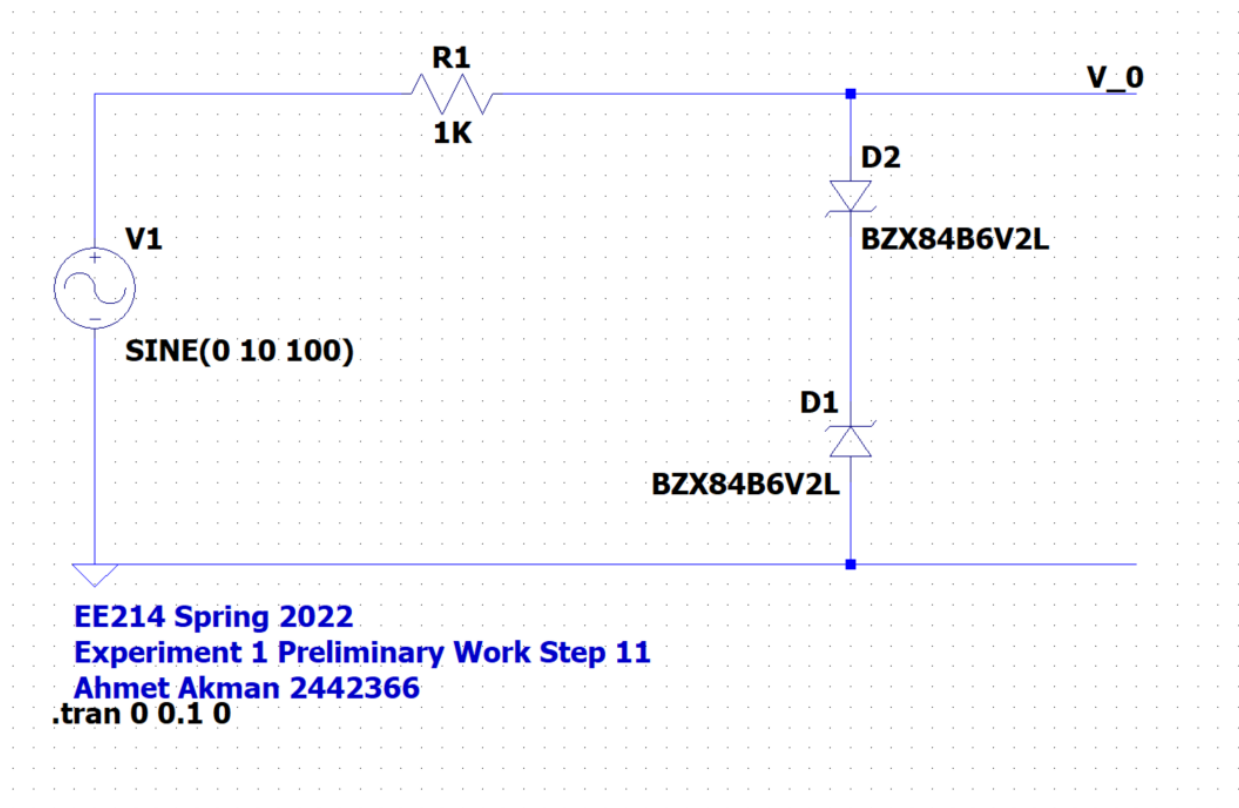 R1
V_0
1K
D2
V1
BZX84B6V2L
SINE(0 10 100)
D1
BZX84B6V2L
EE214 Spring 2022
Experiment 1 Preliminary Work Step 11
Ahmet Akman 2442366
.tran 0 0.1 0